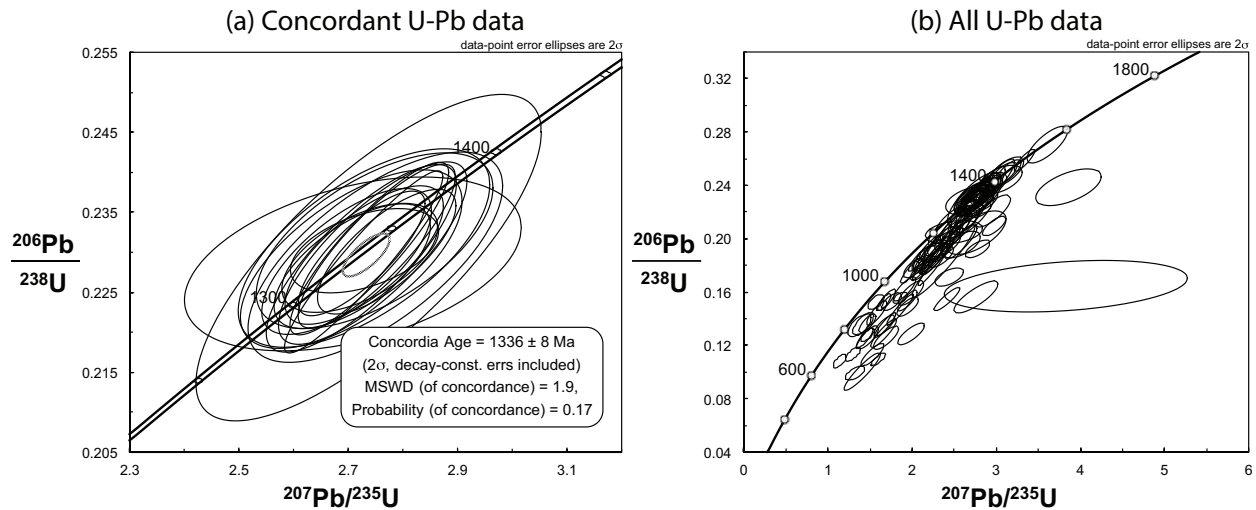 (a) Concordant U-Pb data
data-point error ellipses are 2σ
0.255
0.245
0.235
0.225
0.215
0.205
2.3
2.5
2.7
2.9
3.1
1400
1300
206Pb
238U
207Pb/235U
Concordia Age = 1336 ± 8 Ma
(2σ, decay-const. errs included)
MSWD (of concordance) = 1.9,
Probability (of concordance) = 0.17
(b) All U-Pb data
data-point error ellipses are 2σ
0.32
0.28
0.24
0.20
0.16
0.12
0.08
0.04
0
1
2
3
4
5
6
1800
1400
1000
600
206Pb
238U
207Pb/235U